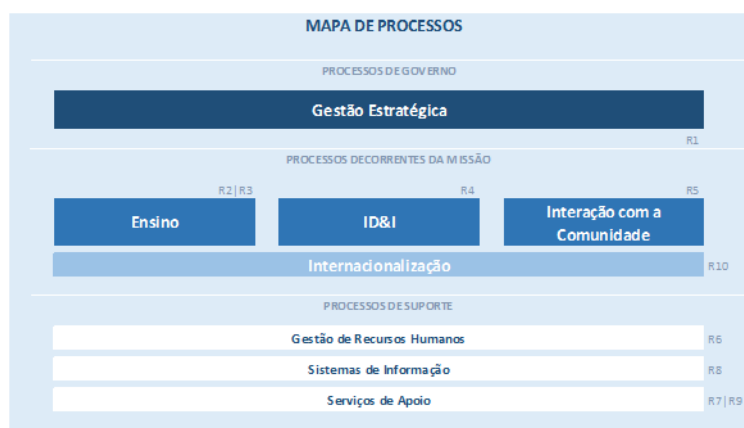 MAPA DE PROCESSOS
PROCESSOS DE GOVERNO
Gestão Estratégica
R1
PROCESSOS DECORRENTES DA MISSÃO
R2|R3
R4
R5
Ensino
ID&I
Interação com a
Comunidade
Internacionalização
R10
PROCESSOS DE SUPORTE
Gestão de Recursos Humanos
R6
Sistemas de Informação
R8
Serviços de Apoio
R7|R9